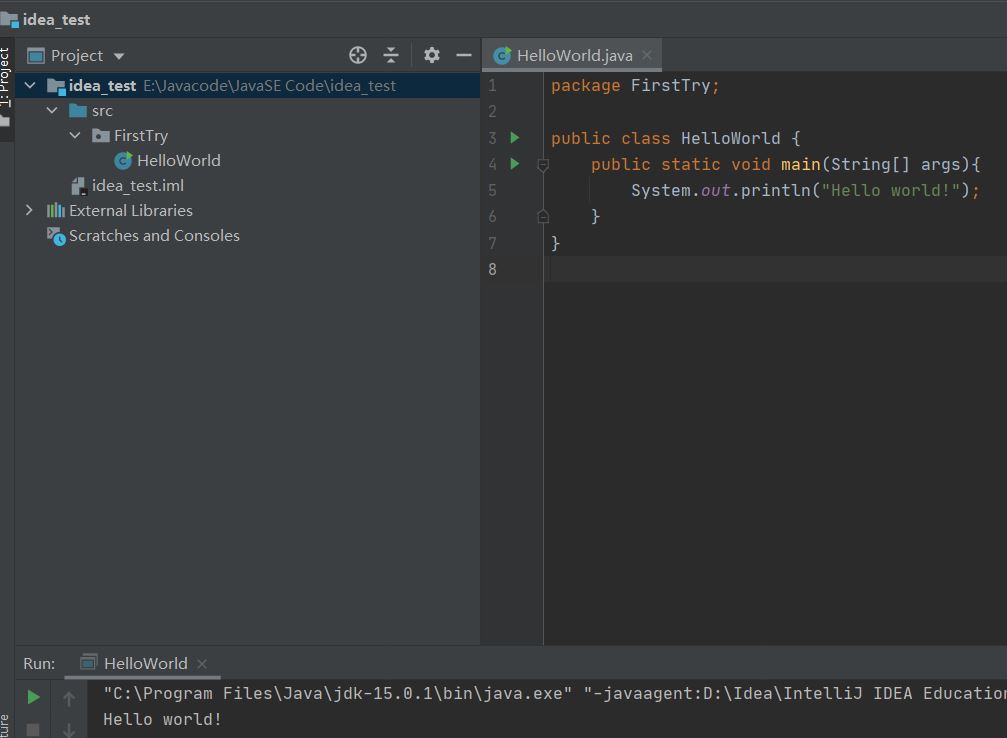 idea_test
1: Project
Project
idea_test E:\Javacode\JavaSE Code\idea_test
src
FirstTry
HelloWorld
idea_test.iml
External Libraries
Scratches and Consoles
HelloWorld.java
1 package FirstTry;
2
3 public class HelloWorld {
4 public static void main(String[] args){
5 System.out.println("Hello world!");
6 }
7 }
8
Run: HelloWorld
"C:\Program Files\Java\jdk-15.0.1\bin\java.exe" "-javaagent:D:\Idea\IntelliJ IDEA Education
Hello world!